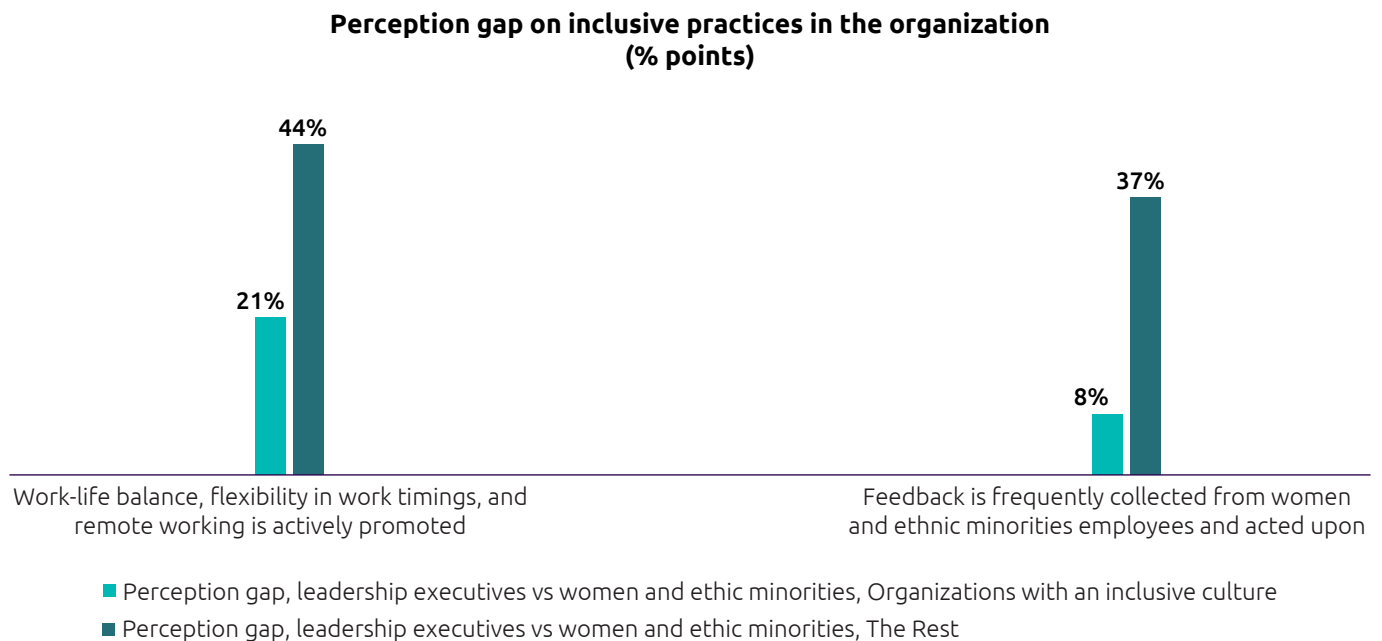 Perception gap on inclusive practices in the organization
(% points)
44%
21%
37%
8%
Work-life balance, flexibility in work timings, and
remote working is actively promoted
Feedback is frequently collected from women
and ethnic minorities employees and acted upon
Perception gap, leadership executives vs women and ethic minorities, Organizations with an inclusive culture
Perception gap, leadership executives vs women and ethic minorities, The Rest